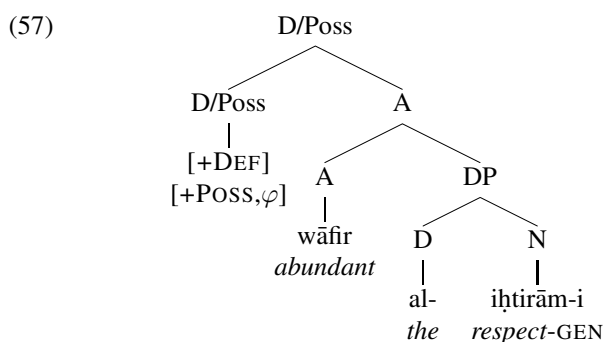 (57) D/Poss
D/Poss A
[+DEF] A DP
[+POSS,φ]
wāfir D N
abundant
al- iḥtirām-i
the respect-GEN